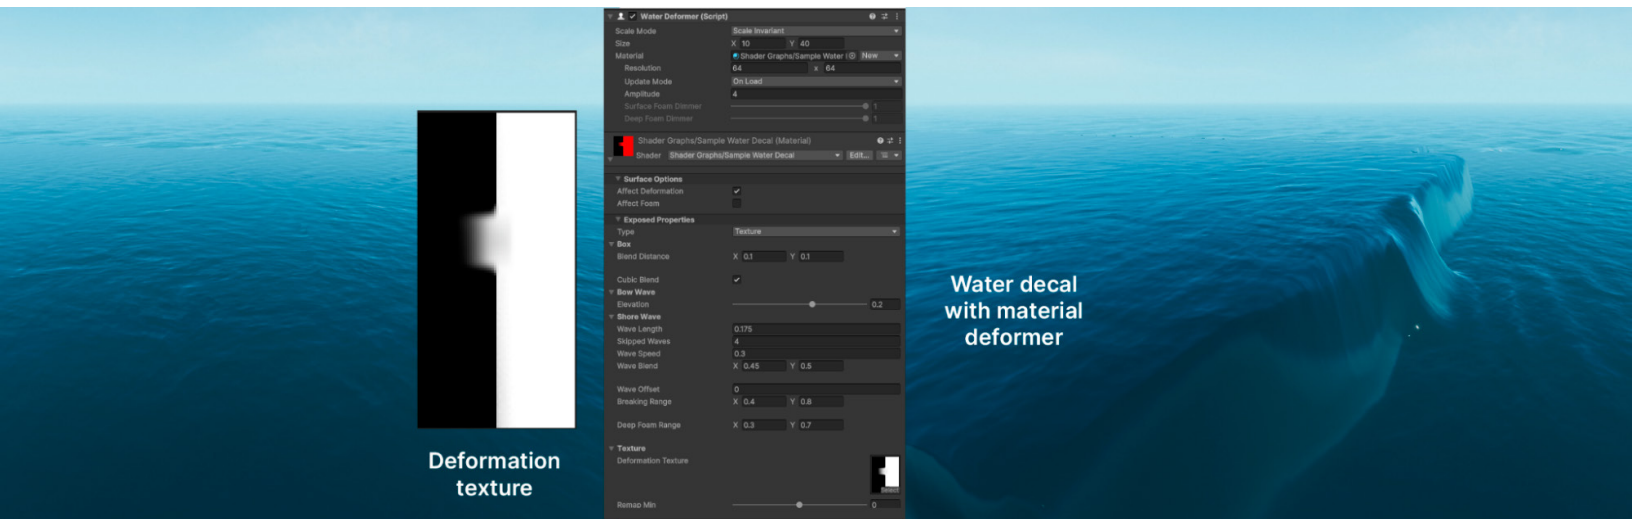 Water Deformer (Script)
Scale Mode Scale Invariant
Size X 10 Y 40
Material Shader Graphs/Sample Water New
Resolution 64 x 64
Update Mode On Load
Amplitude 4
Surface Foam Dimmer 1
Deep Foam Dimmer 1
Shader Graphs/Sample Water Decal (Material)
Shader Shader Graphs/Sample Water Decal Edit...
Surface Options
Affect Deformation
Affect Foam
Exposed Properties
Type Texture
Box
Blend Distance X 0.1 Y 0.1
Cubic Blend
Bow Wave
Elevation 0.2
Shore Wave
Wave Length 0.175
Skipped Waves 4
Wave Speed 0.3
Wave Blend X 0.45 Y 0.5
Wave Offset 0
Breaking Range X 0.4 Y 0.8
Deep Foam Range X 0.3 Y 0.7
Texture
Deformation Texture
Select
Remap Min 0
Deformation
texture
Water decal
with material
deformer